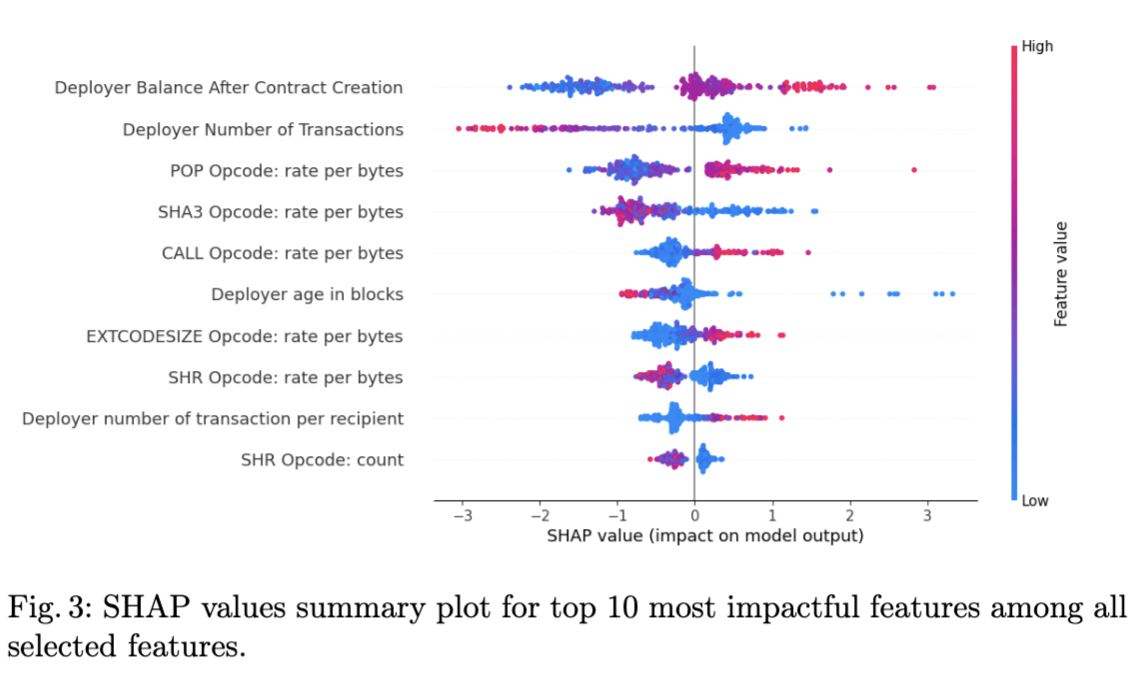 High
Deployer Balance After Contract Creation
Deployer Number of Transactions
POP Opcode: rate per bytes
SHA3 Opcode: rate per bytes
CALL Opcode: rate per bytes
Deployer age in blocks
EXTCODESIZE Opcode: rate per bytes
SHR Opcode: rate per bytes
Deployer number of transaction per recipient
SHR Opcode: count
Feature value
Low
−3 −2 −1 0 1 2 3
SHAP value (impact on model output)
Fig. 3: SHAP values summary plot for top 10 most impactful features among all
selected features.